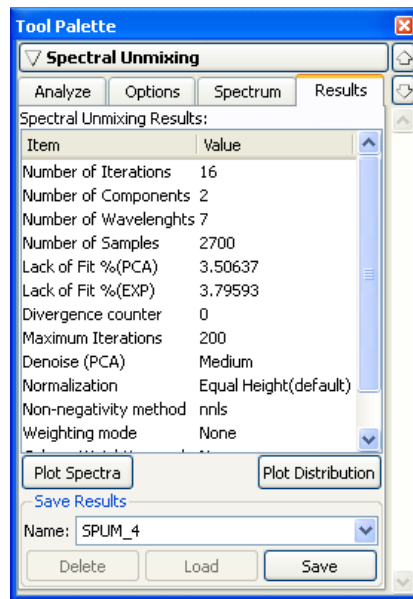 Tool Palette
Spectral Unmixing
Analyze Options Spectrum Results
Spectral Unmixing Results:
Item Value
Number of Iterations 16
Number of Components 2
Number of Wavelenghts 7
Number of Samples 2700
Lack of Fit %(PCA) 3.50637
Lack of Fit %(EXP) 3.79593
Divergence counter 0
Maximum Iterations 200
Denoise (PCA) Medium
Normalization Equal Height(default)
Non-negativity method nnls
Weighting mode None
Plot Spectra Plot Distribution
Save Results
Name: SPUM_4
Delete Load Save